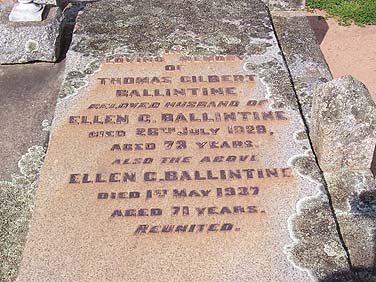 LOVING MEMORY
OF
THOMAS GILBERT
BALLINTINE
BELOVED HUSBAND OF
ELLEN G. BALLINTINE
DIED 26TH JULY 1929,
AGED 73 YEARS.
ALSO THE ABOVE
ELLEN G. BALLINTINE
DIED 1ST MAY 1937
AGED 71 YEARS.
REUNITED.